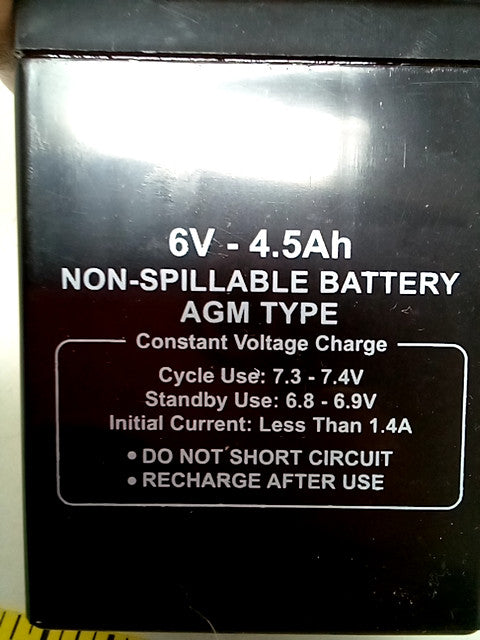 6V - 4.5Ah
NON-SPILLABLE BATTERY
AGM TYPE
Constant Voltage Charge
Cycle Use: 7.3 - 7.4V
Standby Use: 6.8 - 6.9V
Initial Current: Less Than 1.4A
• DO NOT SHORT CIRCUIT
• RECHARGE AFTER USE